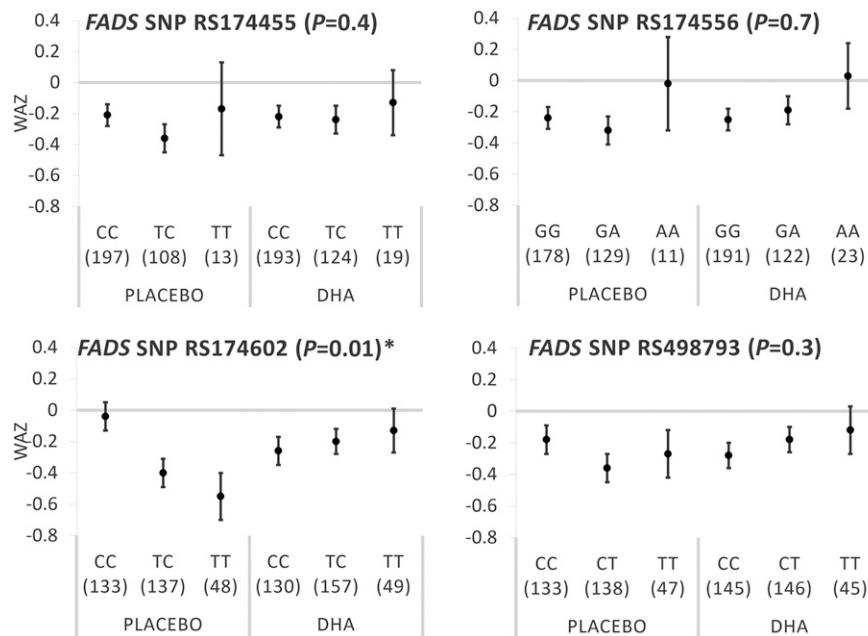 FADS SNP RS174455 (P=0.4)
0.4
0.2
0
-0.2
-0.4
-0.6
-0.8
WAZ
CC TC TT CC TC TT
(197) (108) (13) (193) (124) (19)
PLACEBO DHA
FADS SNP RS174556 (P=0.7)
0.4
0.2
0
-0.2
-0.4
-0.6
-0.8
GG GA AA GG GA AA
(178) (129) (11) (191) (122) (23)
PLACEBO DHA
FADS SNP RS174602 (P=0.01)*
0.4
0.2
0
-0.2
-0.4
-0.6
-0.8
WAZ
CC TC TT CC TC TT
(133) (137) (48) (130) (157) (49)
PLACEBO DHA
FADS SNP RS498793 (P=0.3)
0.4
0.2
0
-0.2
-0.4
-0.6
-0.8
CC CT TT CC CT TT
(133) (138) (47) (145) (146) (45)
PLACEBO DHA